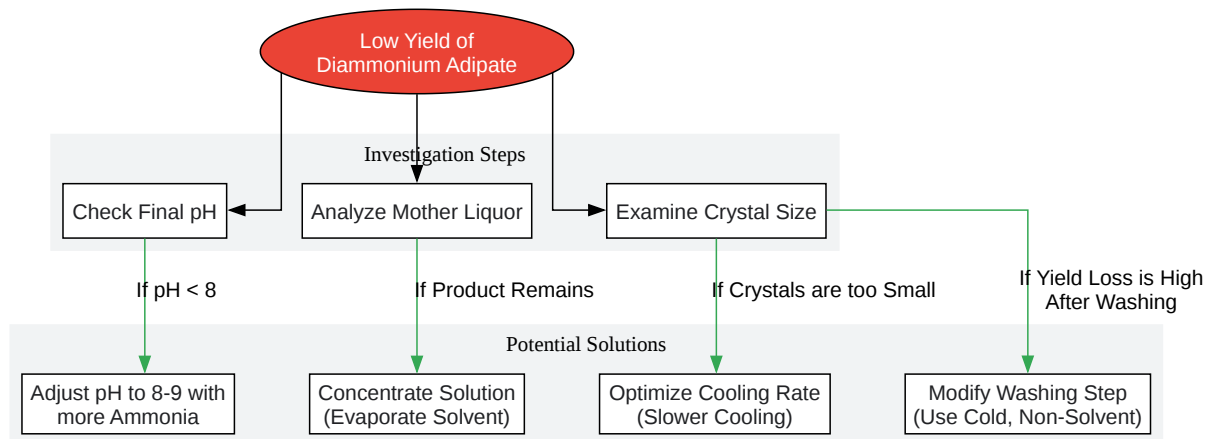 Low Yield of
Diammonium Adipate
Investigation Steps
Check Final pH
Analyze Mother Liquor
Examine Crystal Size
If pH < 8
If Product Remains
If Crystals are too Small
If Yield Loss is High
After Washing
Potential Solutions
Adjust pH to 8-9 with
more Ammonia
Concentrate Solution
(Evaporate Solvent)
Optimize Cooling Rate
(Slower Cooling)
Modify Washing Step
(Use Cold, Non-Solvent)